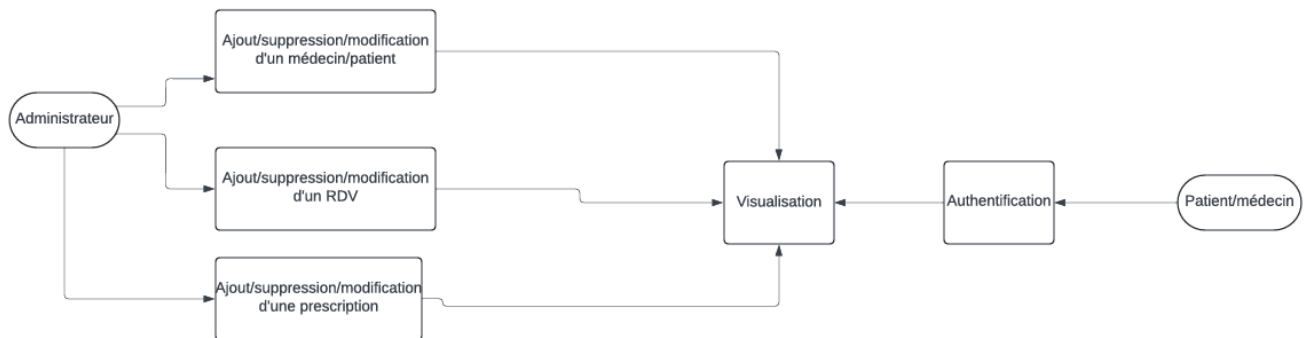 Ajout/suppression/modification
d'un médecin/patient
Administrateur
Ajout/suppression/modification
d'un RDV
Visualisation
Authentification
Patient/médecin
Ajout/suppression/modification
d'une prescription